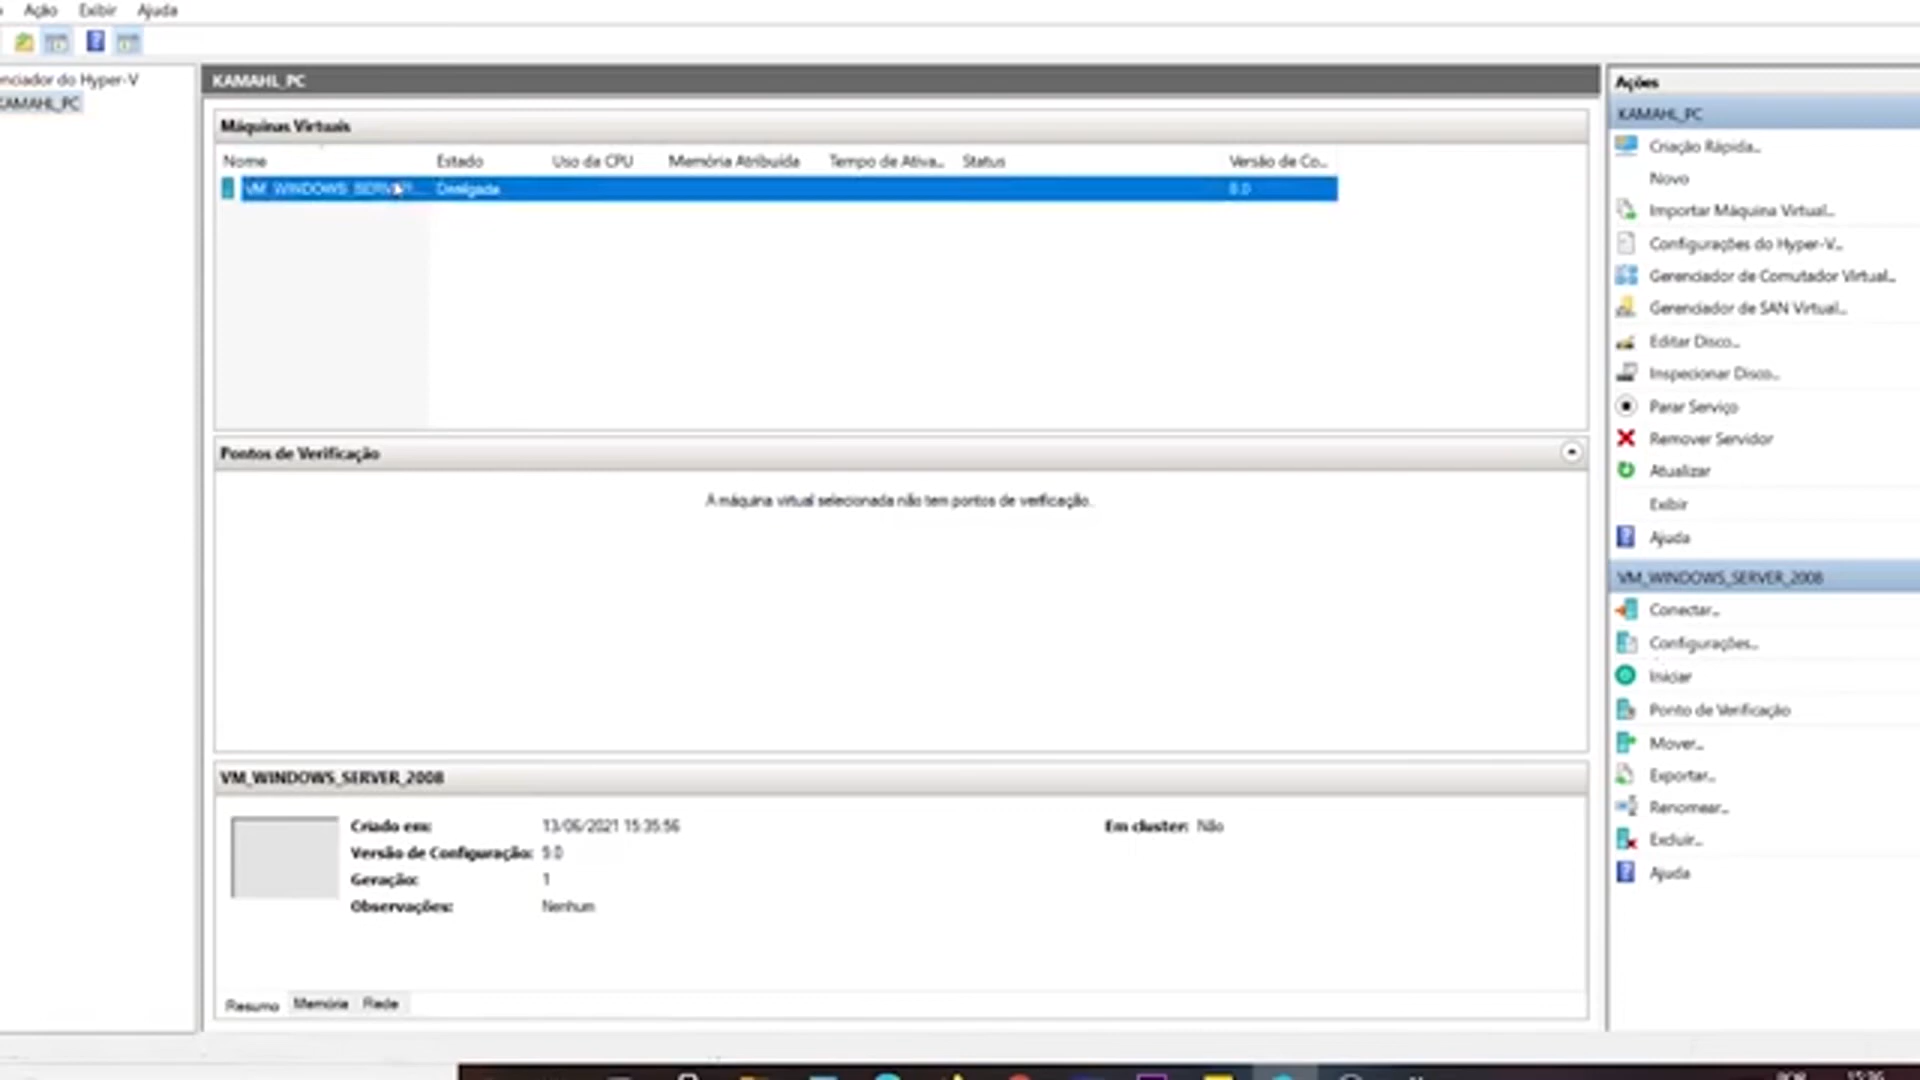 Ação Exibir Ajuda
KAMAHL_PC
Máquinas Virtuais
Nome Estado Uso da CPU Memória Atribuída Tempo de Ativa... Status Versão de Co...
VM_WINDOWS_SERVER... Desligada
Pontos de Verificação
A máquina virtual selecionada não tem pontos de verificação.
VM_WINDOWS_SERVER_2008
Criado em: 13/06/2021 15:35:56 Em cluster: Não
Versão de Configuração: 9.0
Geração: 1
Observações: Nenhum
Resumo Memória Rede
nciador do Hyper-V
KAMAHL_PC
Ações
KAMAHL_PC
Criação Rápida...
Novo
Importar Máquina Virtual...
Configurações do Hyper-V...
Gerenciador de Comutador Virtual...
Gerenciador de SAN Virtual...
Editar Disco...
Inspecionar Disco...
Parar Serviço
Remover Servidor
Atualizar
Exibir
Ajuda
VM_WINDOWS_SERVER_2008
Conectar...
Configurações...
Iniciar
Ponto de Verificação
Mover...
Exportar...
Renomear...
Excluir...
Ajuda